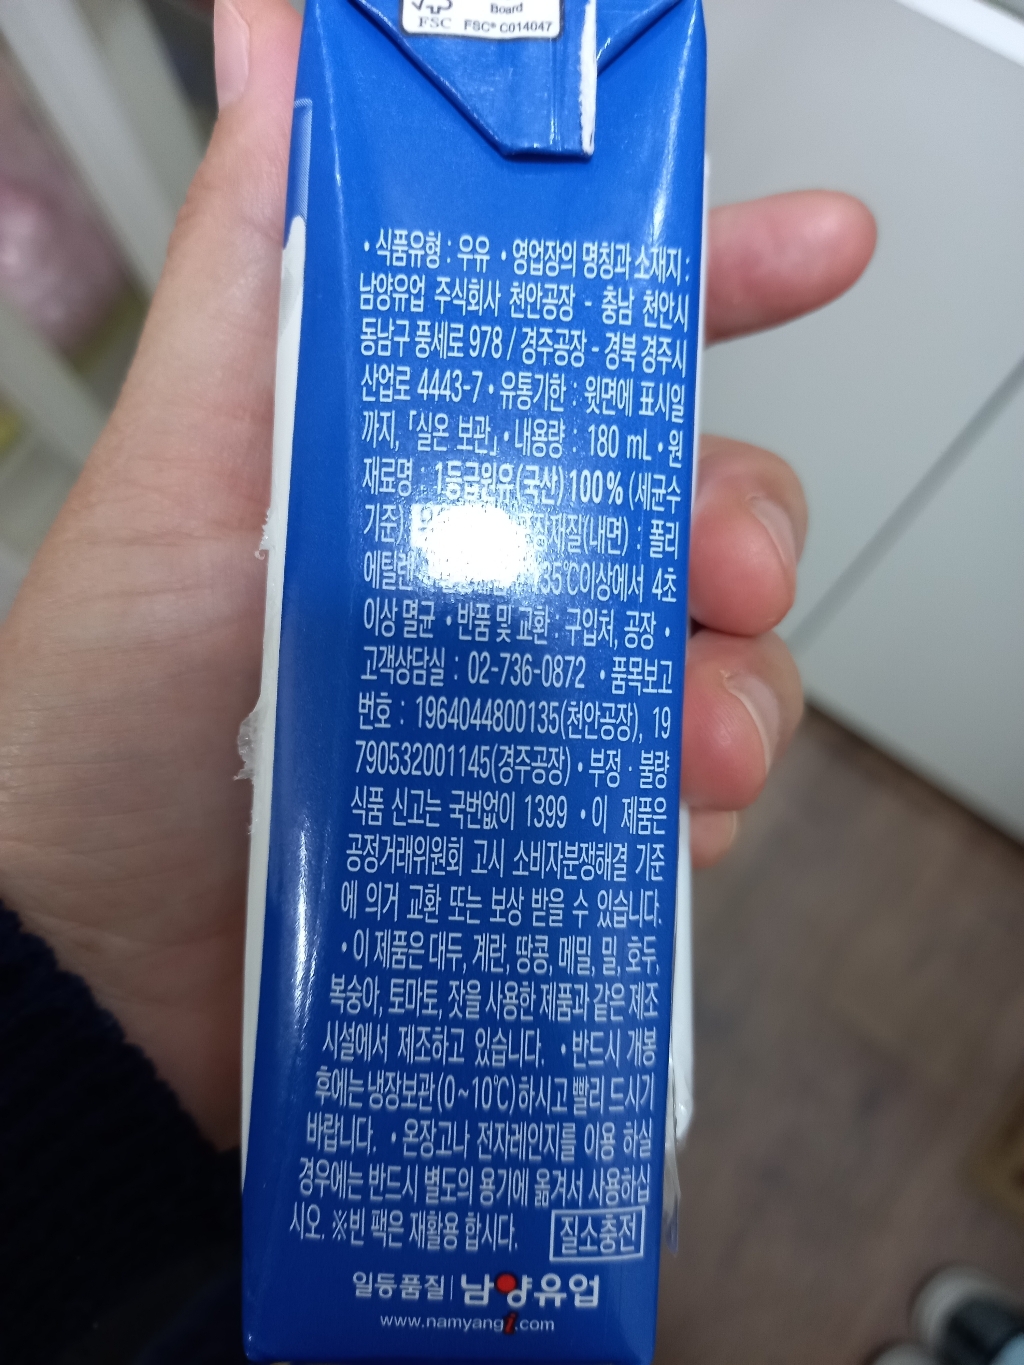 Board
FSC
FSC® C014047
• 식품유형 : 우유 • 영업장의 명칭과 소재지 :
남양유업 주식회사 천안공장 - 충남 천안시
동남구 풍세로 978 / 경주공장 - 경북 경주시
산업로 4443-7 • 유통기한 : 윗면에 표시일
까지, 「실온 보관」 • 내용량 : 180 mL • 원
재료명 : 1등급원유(국산)100% (세균수
기준) : 폴리
에틸렌 35℃이상에서 4초
이상 멸균 • 반품 및 교환 : 구입처, 공장 •
고객상담실 : 02-736-0872 • 품목보고
번호 : 1964044800135(천안공장), 19
790532001145(경주공장) • 부정 · 불량
식품 신고는 국번없이 1399 • 이 제품은
공정거래위원회 고시 소비자분쟁해결 기준
에 의거 교환 또는 보상 받을 수 있습니다.
• 이 제품은 대두, 계란, 땅콩, 메밀, 밀, 호두,
복숭아, 토마토, 잣을 사용한 제품과 같은 제조
시설에서 제조하고 있습니다. • 반드시 개봉
후에는 냉장보관(0~10℃)하시고 빨리 드시기
바랍니다. • 온장고나 전자레인지를 이용 하실
경우에는 반드시 별도의 용기에 옮겨서 사용하십
시오. ※빈 팩은 재활용 합시다. 질소충전
일등품질 | 남양유업
www.namyangi.com